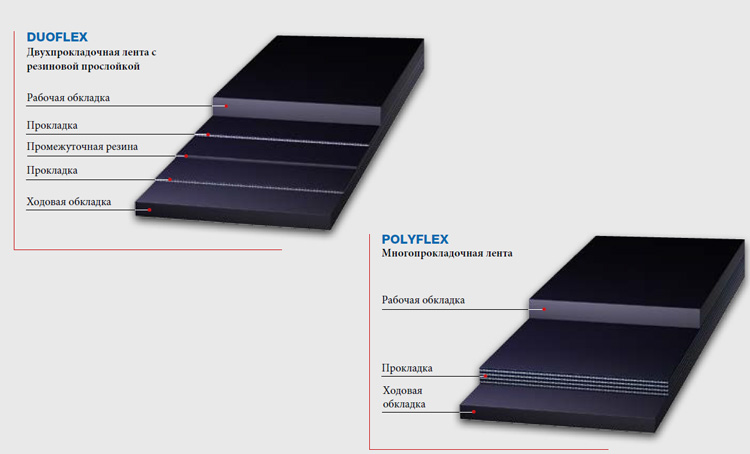 DUOFLEX
Двухпрокладочная лента с
резиновой прослойкой
Рабочая обкладка
Прокладка
Промежуточная резина
Прокладка
Ходовая обкладка
POLYFLEX
Многопрокладочная лента
Рабочая обкладка
Прокладка
Ходовая
обкладка